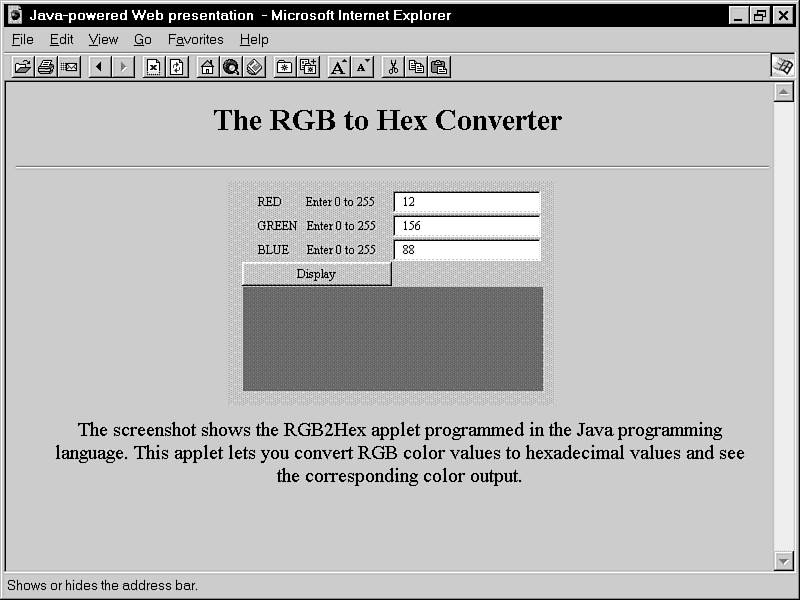 Java-powered Web presentation - Microsoft Internet Explorer
File Edit View Go Favorites Help
The RGB to Hex Converter
RED Enter 0 to 255 12
GREEN Enter 0 to 255 156
BLUE Enter 0 to 255 88
Display
The screenshot shows the RGB2Hex applet programmed in the Java programming
language. This applet lets you convert RGB color values to hexadecimal values and see
the corresponding color output.
Shows or hides the address bar.